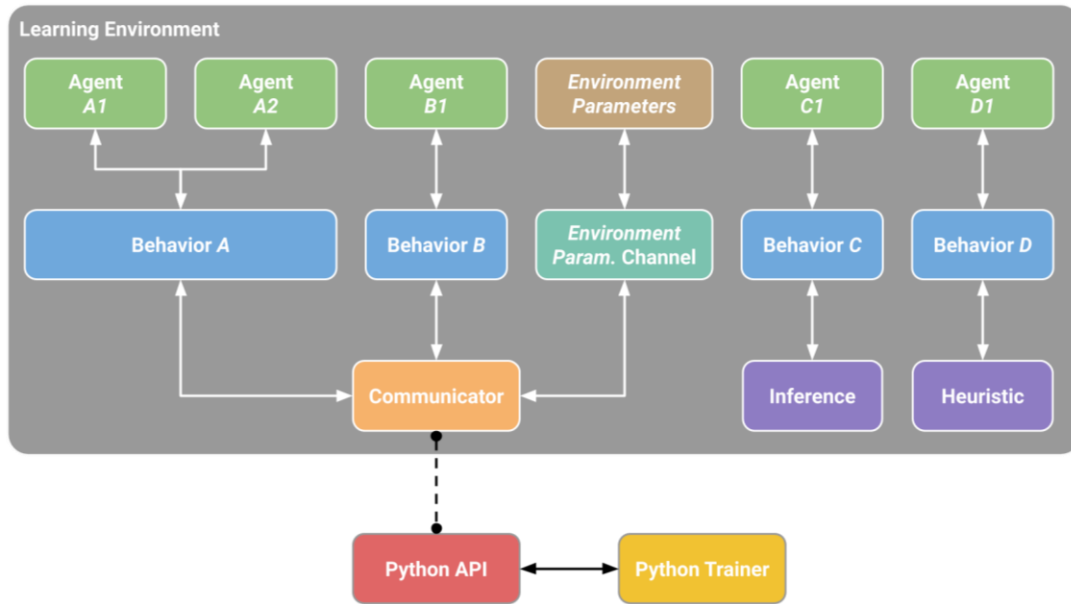 Learning Environment
Agent
A1
Agent
A2
Agent
B1
Environment
Parameters
Agent
C1
Agent
D1
Behavior A
Behavior B
Environment
Param. Channel
Behavior C
Behavior D
Communicator
Inference
Heuristic
Python API
Python Trainer